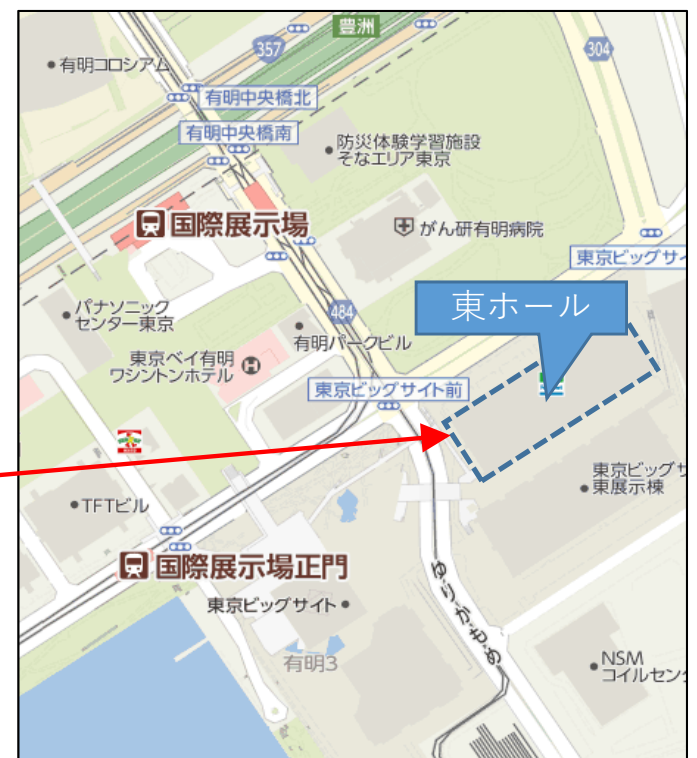 豊洲
357
304
有明コロシアム
有明中央橋北
有明中央橋南
防災体験学習施設
そなエリア東京
国際展示場
がん研有明病院
東京ビッグサイ
東ホール
パナソニック
センター東京
484
有明パークビル
東京ベイ有明
ワシントンホテル
H
東京ビッグサイト前
東京ビッグサ
東展示棟
TFTビル
国際展示場正門
ゆりかもめ
東京ビッグサイト
有明3
NSM
コイルセン